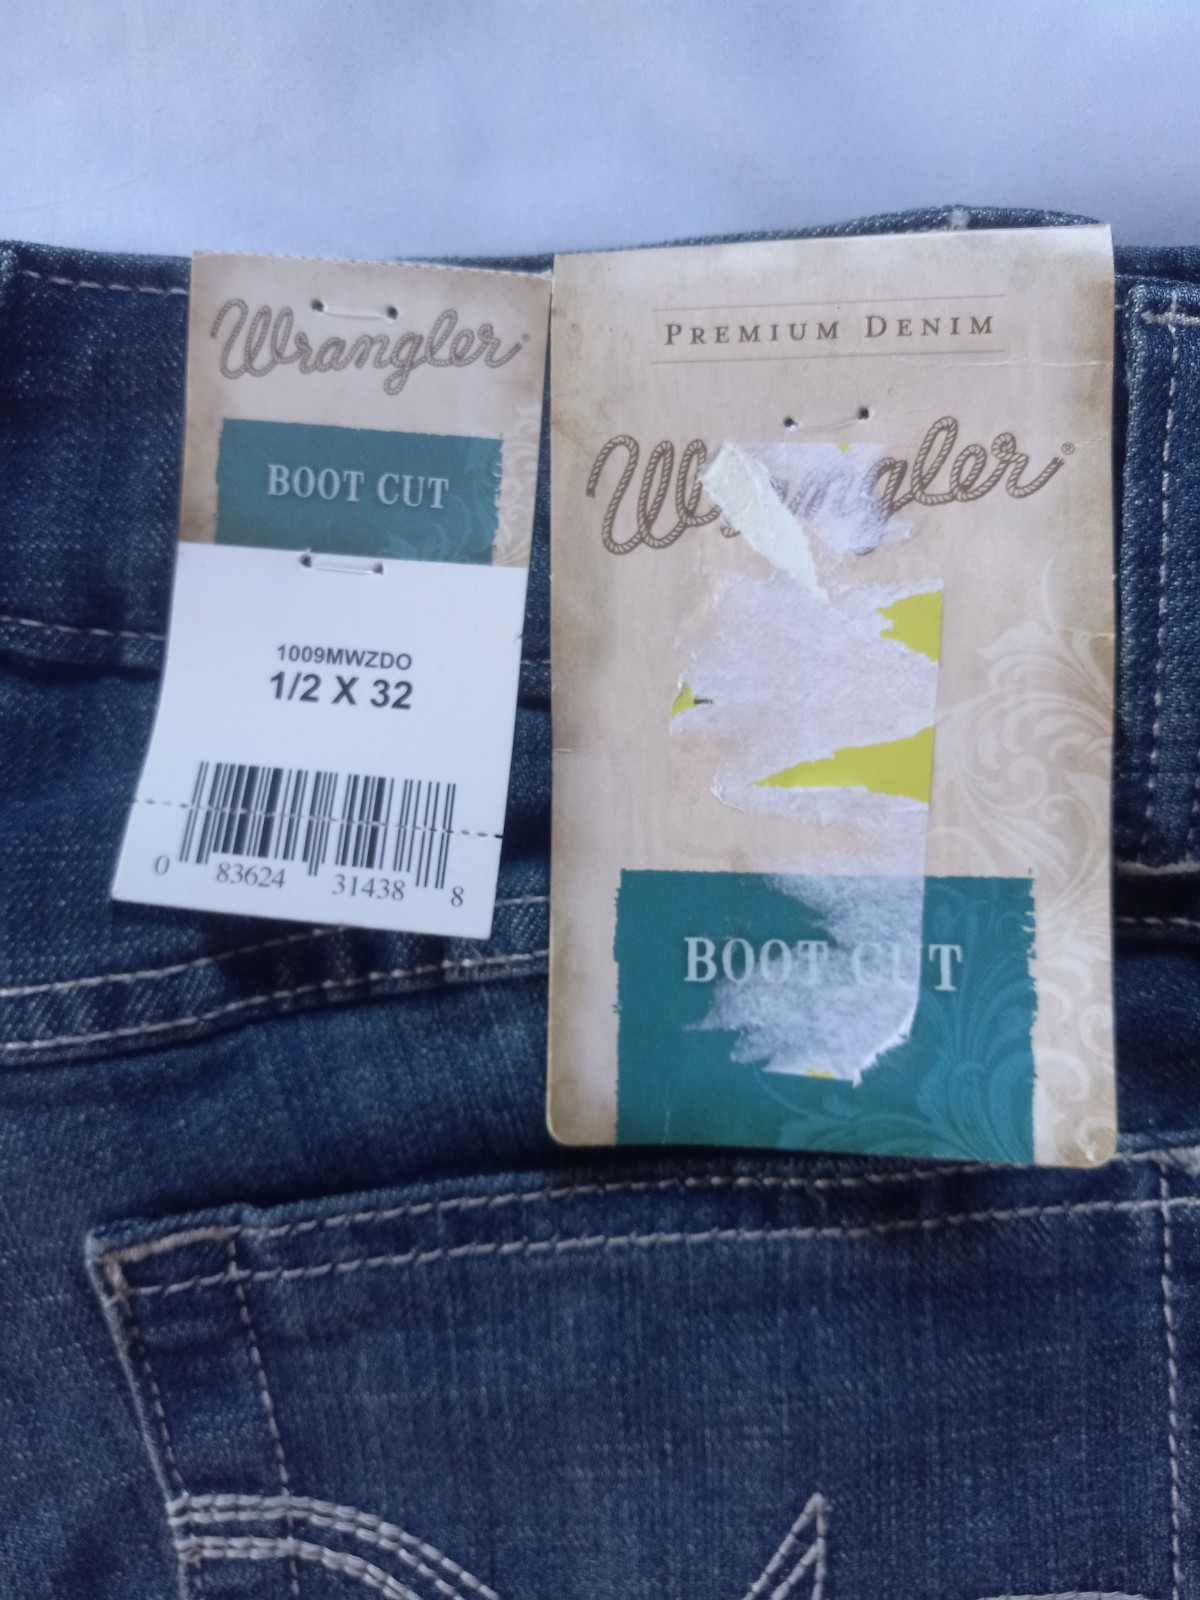 Wrangler®
BOOT CUT
1009MWZDO
1/2 X 32
0 83624 31438 8
PREMIUM DENIM
Wrangler®
BOOT CUT